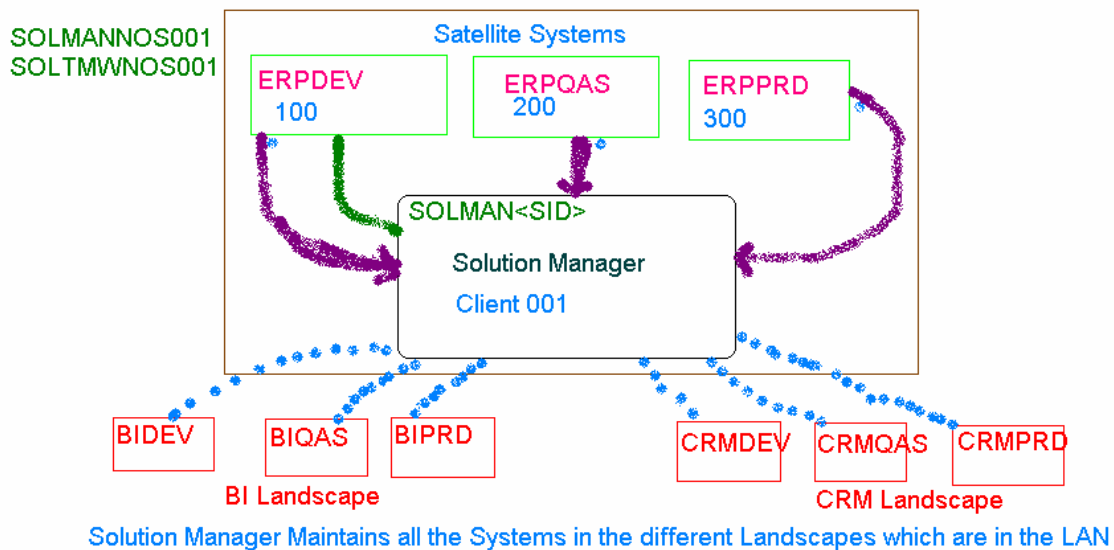 SOLMANNOS001
SOLTMWNOS001
Satellite Systems
ERPDEV
100
ERPQAS
200
ERPPRD
300
SOLMAN<SID>
Solution Manager
Client 001
BIDEV
BIQAS
BIPRD
BI Landscape
CRMDEV
CRMQAS
CRMPRD
CRM Landscape
Solution Manager Maintains all the Systems in the different Landscapes which are in the LAN